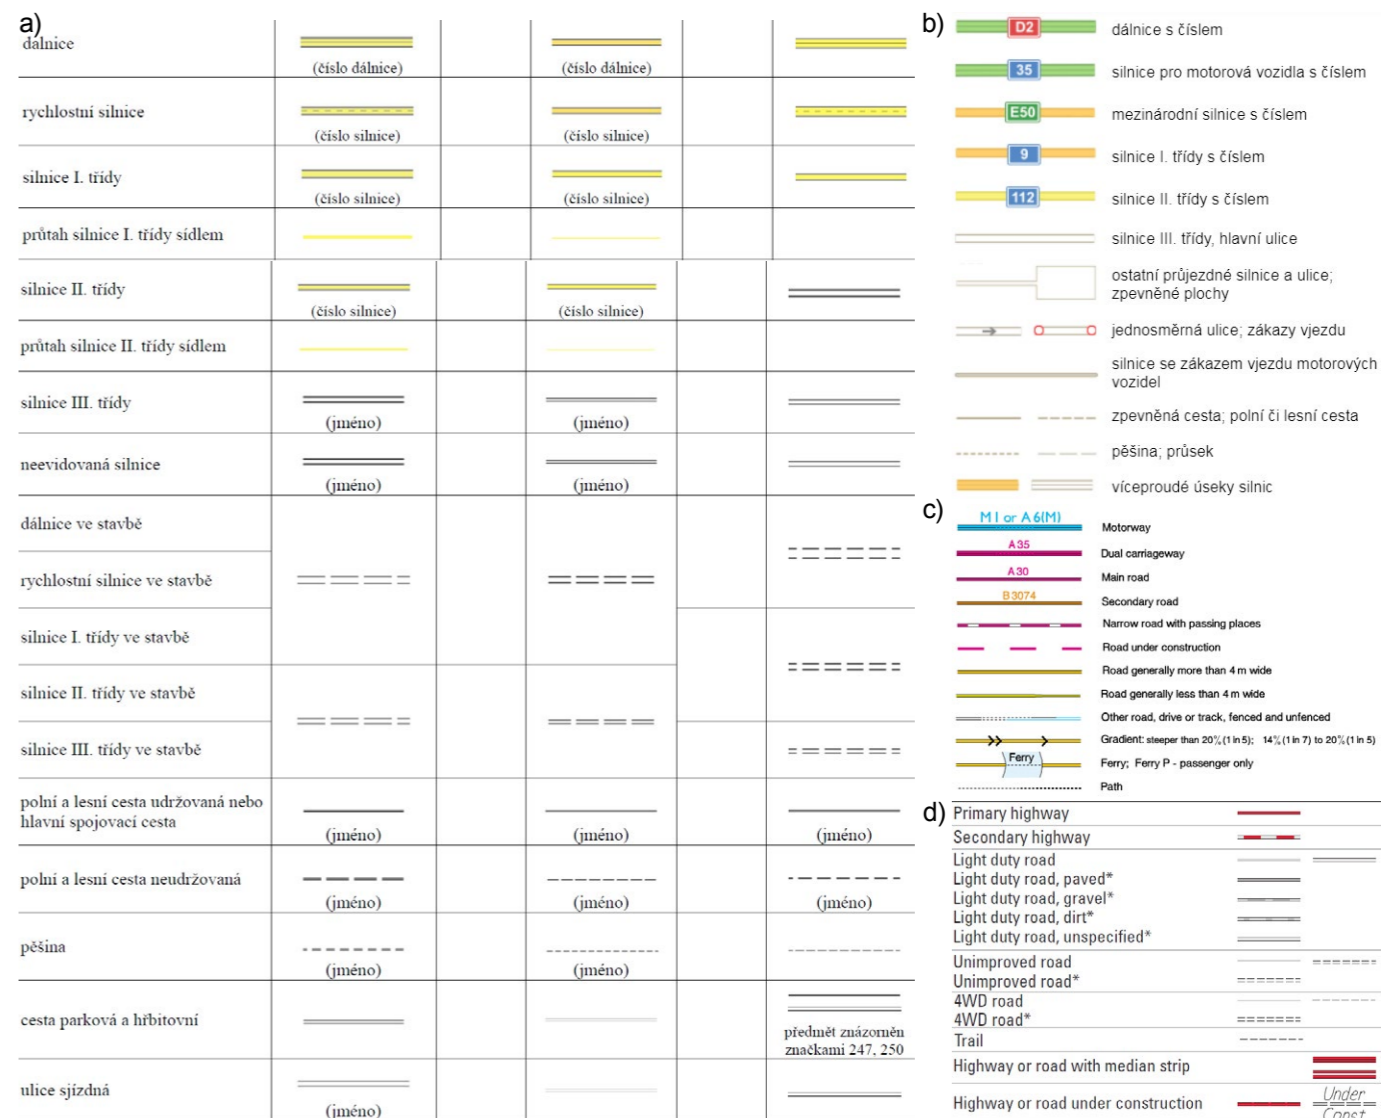 a)
dálnice
(číslo dálnice)
(číslo dálnice)
rychlostní silnice
(číslo silnice)
(číslo silnice)
silnice I. třídy
(číslo silnice)
(číslo silnice)
průtah silnice I. třídy sídlem
silnice II. třídy
(číslo silnice)
(číslo silnice)
průtah silnice II. třídy sídlem
silnice III. třídy
(jméno)
(jméno)
neevidovaná silnice
(jméno)
(jméno)
dálnice ve stavbě
rychlostní silnice ve stavbě
silnice I. třídy ve stavbě
silnice II. třídy ve stavbě
silnice III. třídy ve stavbě
polní a lesní cesta udržovaná nebo
hlavní spojovací cesta
(jméno)
(jméno)
(jméno)
polní a lesní cesta neudržovaná
(jméno)
(jméno)
(jméno)
pěšina
(jméno)
(jméno)
cesta parková a hřbitovní
předmět znázorněn
značkami 247, 250
ulice sjízdná
(jméno)
b)
D2
dálnice s číslem
35
silnice pro motorová vozidla s číslem
E50
mezinárodní silnice s číslem
9
silnice I. třídy s číslem
112
silnice II. třídy s číslem
silnice III. třídy, hlavní ulice
ostatní průjezdné silnice a ulice;
zpevněné plochy
jednosměrná ulice; zákazy vjezdu
silnice se zákazem vjezdu motorových
vozidel
zpevněná cesta; polní či lesní cesta
pěšina; průsek
víceproudé úseky silnic
c)
M1 or A6(M)
Motorway
A35
Dual carriageway
A30
Main road
B3074
Secondary road
Narrow road with passing places
Road under construction
Road generally more than 4 m wide
Road generally less than 4 m wide
Other road, drive or track, fenced and unfenced
Gradient: steeper than 20% (1 in 5); 14% (1 in 7) to 20% (1 in 5)
Ferry
Ferry; Ferry P - passenger only
Path
d)
Primary highway
Secondary highway
Light duty road
Light duty road, paved*
Light duty road, gravel*
Light duty road, dirt*
Light duty road, unspecified*
Unimproved road
Unimproved road*
4WD road
4WD road*
Trail
Highway or road with median strip
Highway or road under construction
Under
Const